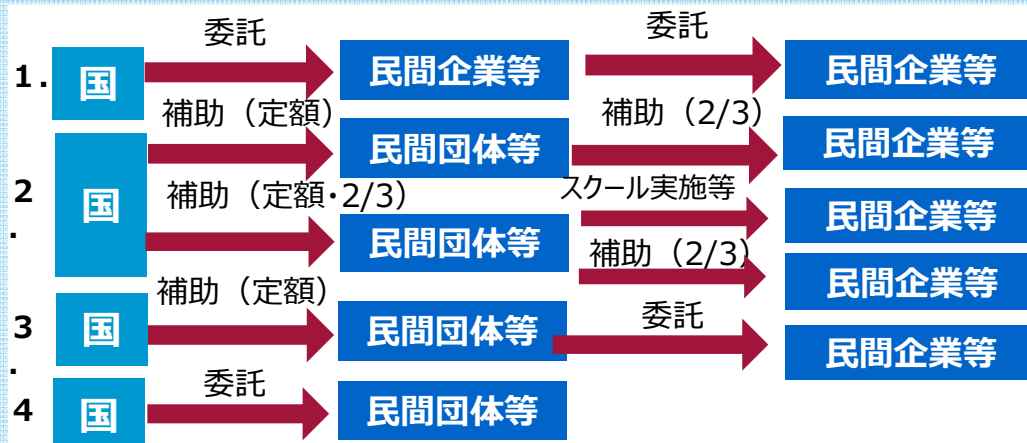 委託
委託
1. 国 民間企業等 民間企業等
補助（定額） 補助（2/3）
民間団体等 民間企業等
2. 国
補助（定額・2/3） スクール実施等
民間団体等 民間企業等
補助（2/3）
民間企業等
補助（定額）
3. 国 民間団体等 委託 民間企業等
委託
4 国 民間団体等